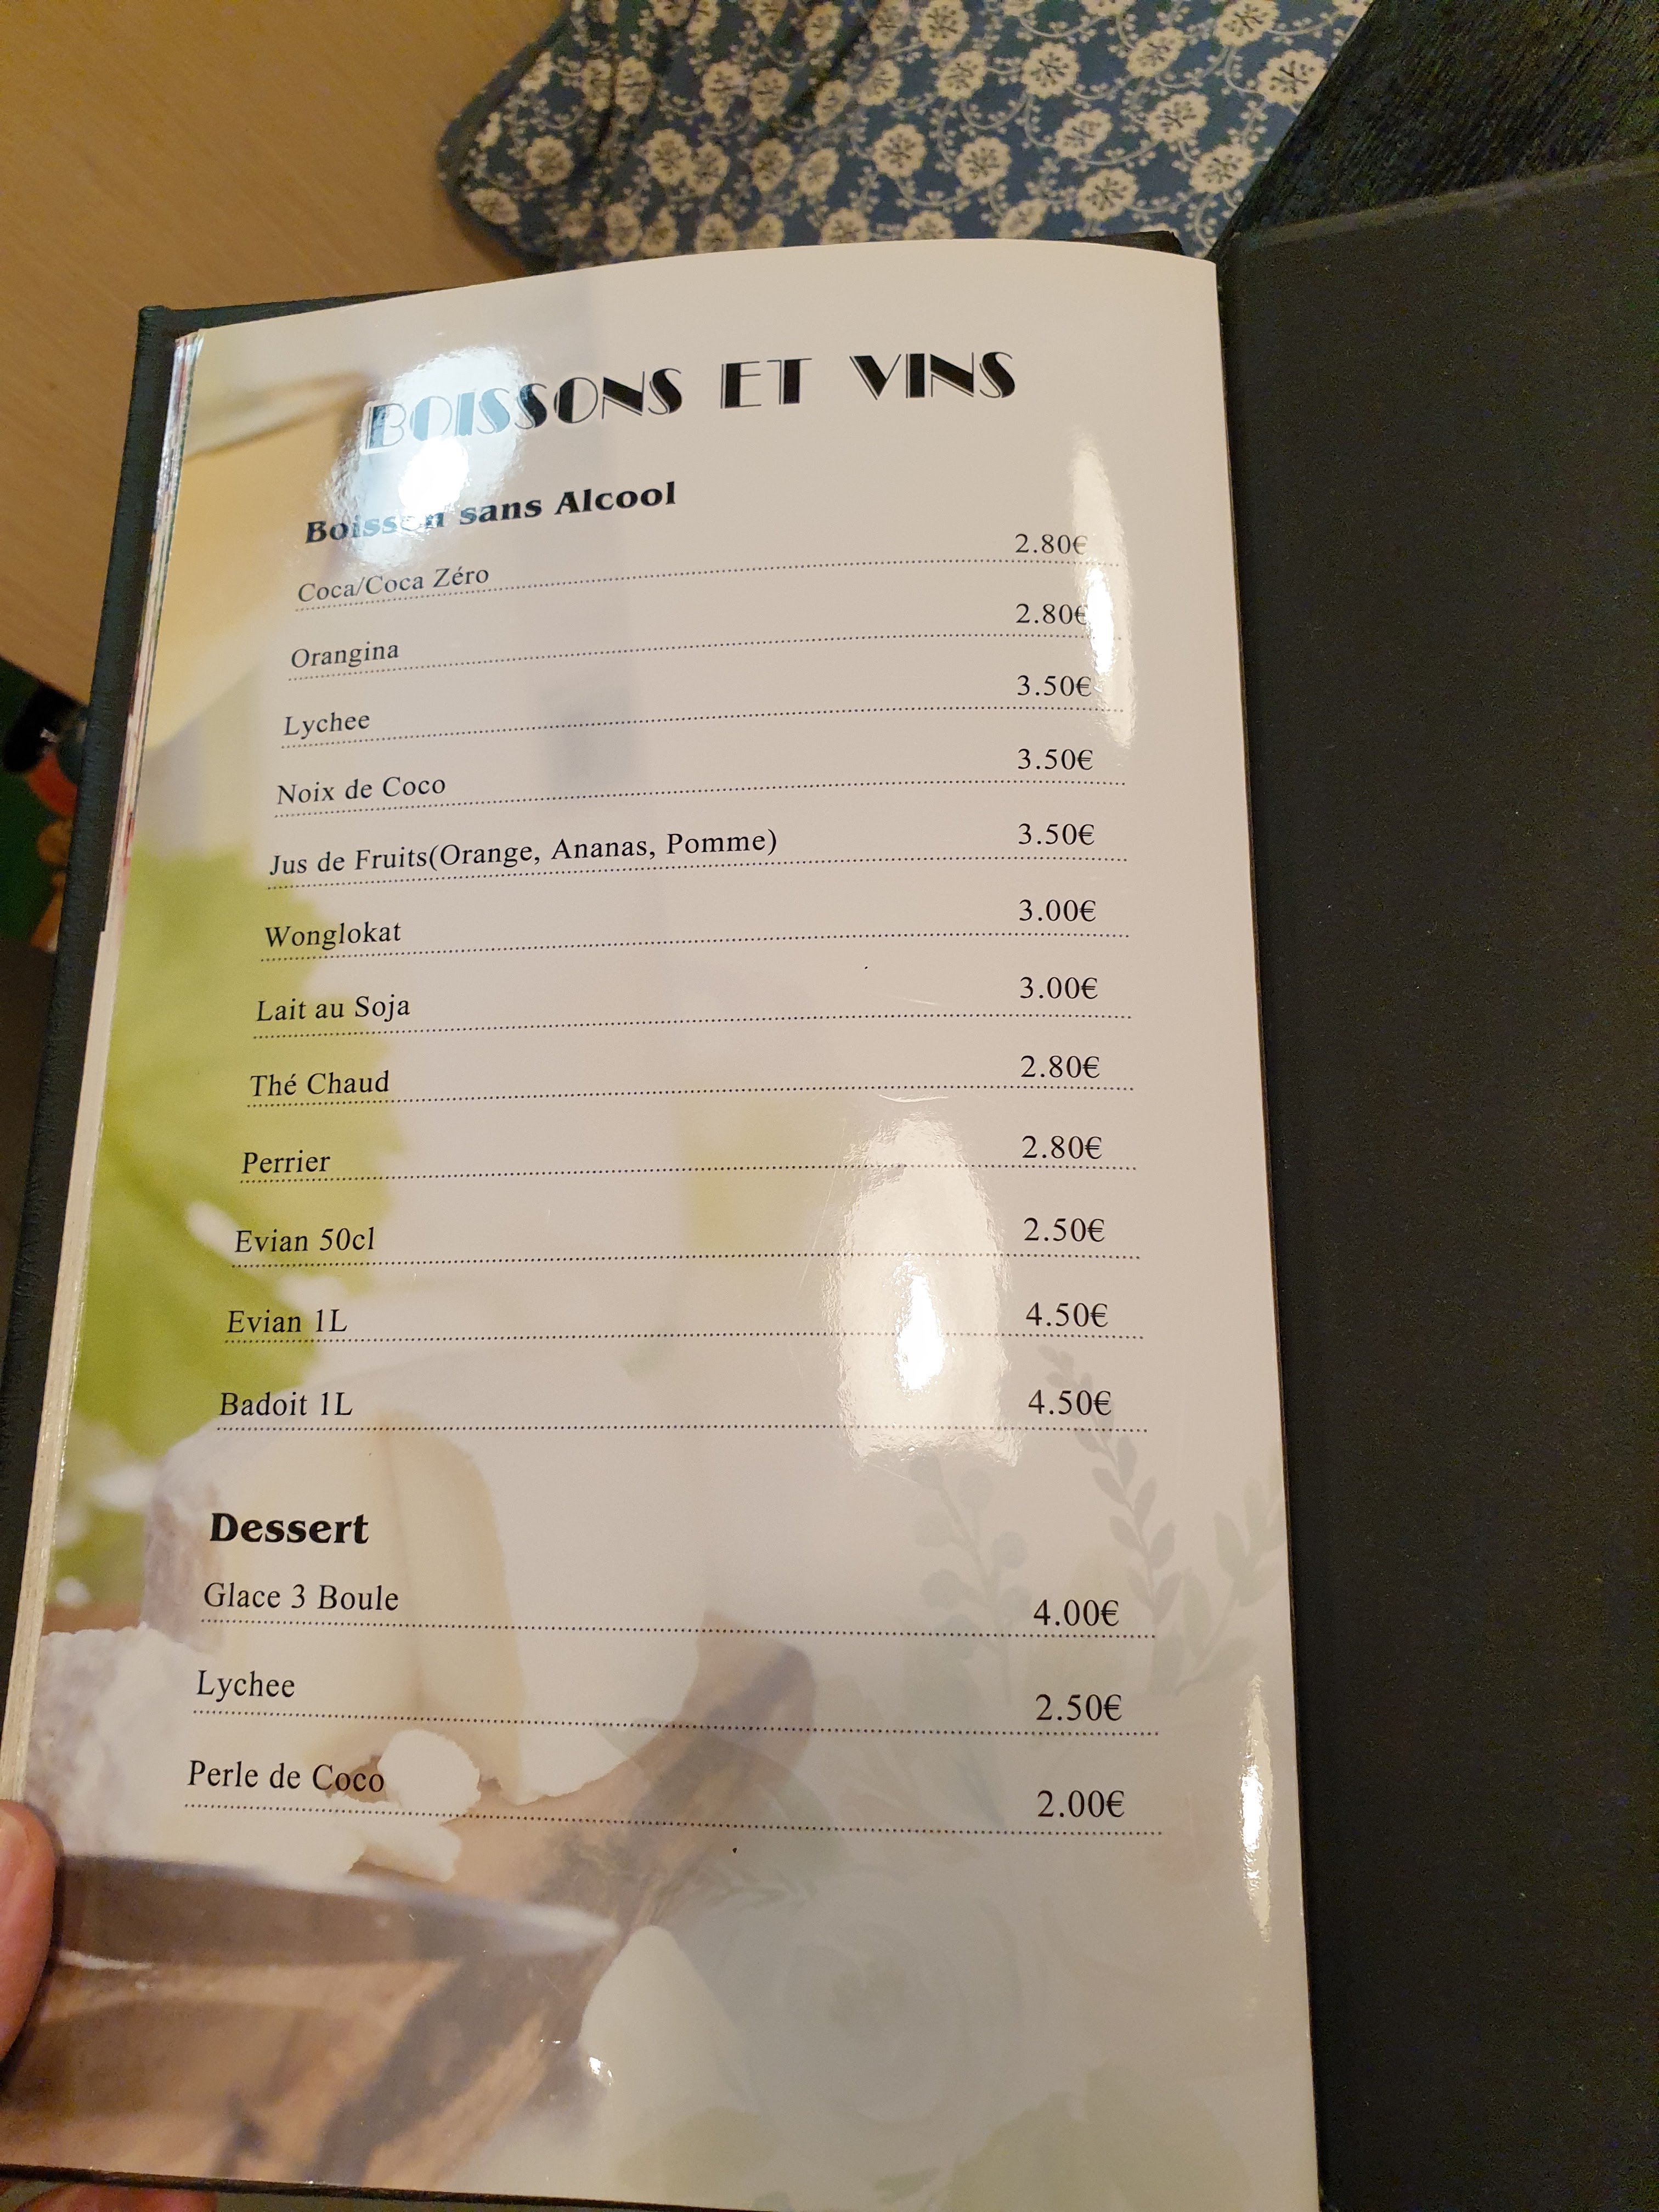 BOISSONS ET VINS
Boisson sans Alcool
Coca/Coca Zéro 2.80€
Orangina 2.80€
Lychee 3.50€
Noix de Coco 3.50€
Jus de Fruits(Orange, Ananas, Pomme) 3.50€
Wonglokat 3.00€
Lait au Soja 3.00€
Thé Chaud 2.80€
Perrier 2.80€
Evian 50cl 2.50€
Evian 1L 4.50€
Badoit 1L 4.50€
Dessert
Glace 3 Boule 4.00€
Lychee 2.50€
Perle de Coco 2.00€